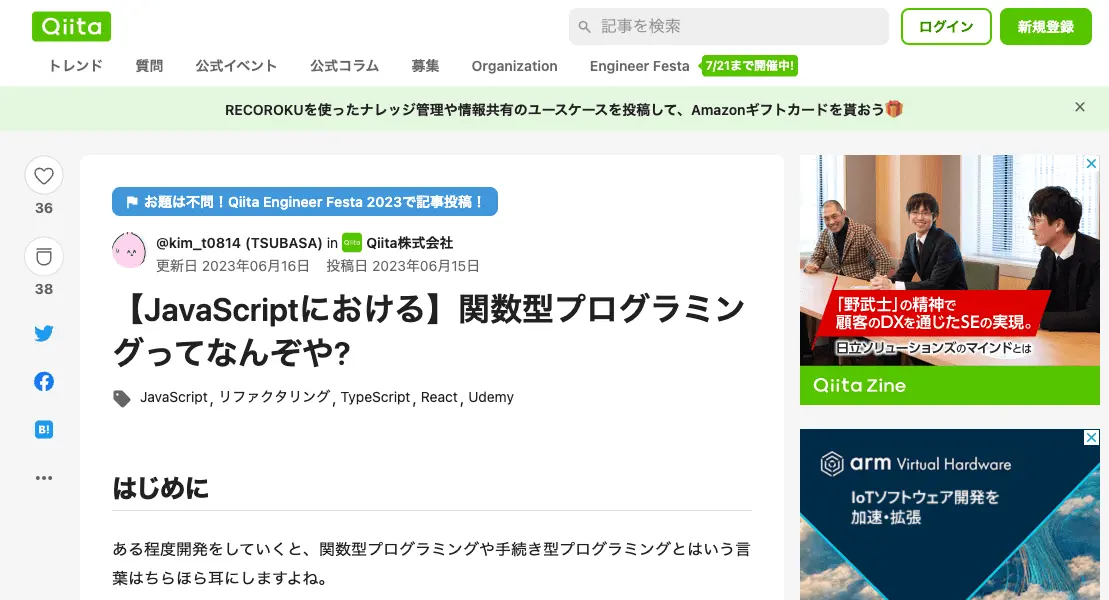 Qiita
記事を検索
ログイン
新規登録
トレンド
質問
公式イベント
公式コラム
募集
Organization
Engineer Festa
7/21まで開催中!
RECOROKUを使ったナレッジ管理や情報共有のユースケースを投稿して、Amazonギフトカードを貰おう🎁
36
38
B!
お題は不問！Qiita Engineer Festa 2023で記事投稿！
@kim_t0814 (TSUBASA) in Qiita Qiita株式会社
更新日 2023年06月16日 投稿日 2023年06月15日
【JavaScriptにおける】関数型プログラミン
グってなんぞや?
JavaScript, リファクタリング, TypeScript, React, Udemy
はじめに
ある程度開発をしていくと、関数型プログラミングや手続き型プログラミングとはいう言
葉はちらほら耳にしますよね。
「野武士」の精神で
顧客のDXを通じたSEの実現。
日立ソリューションズのマインドとは
Qiita Zine
arm Virtual Hardware
IoTソフトウェア開発を
加速・拡張